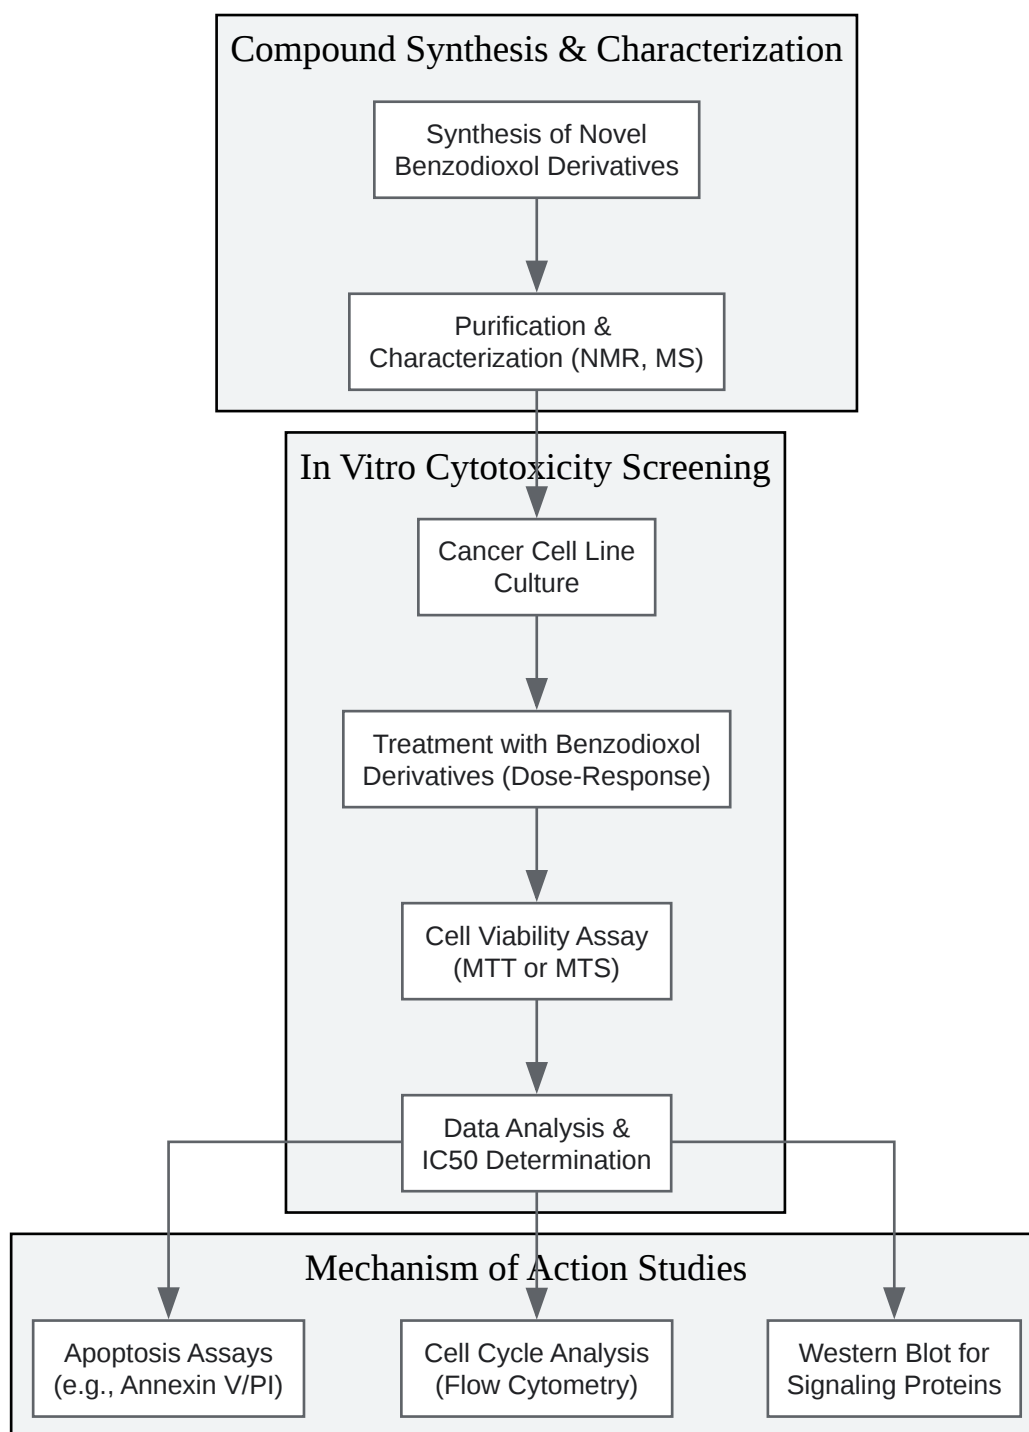 Compound Synthesis & Characterization
Synthesis of Novel
Benzodioxol Derivatives
Purification &
Characterization (NMR, MS)
In Vitro Cytotoxicity Screening
Cancer Cell Line
Culture
Treatment with Benzodioxol
Derivatives (Dose-Response)
Cell Viability Assay
(MTT or MTS)
Data Analysis &
IC50 Determination
Mechanism of Action Studies
Apoptosis Assays
(e.g., Annexin V/PI)
Cell Cycle Analysis
(Flow Cytometry)
Western Blot for
Signaling Proteins